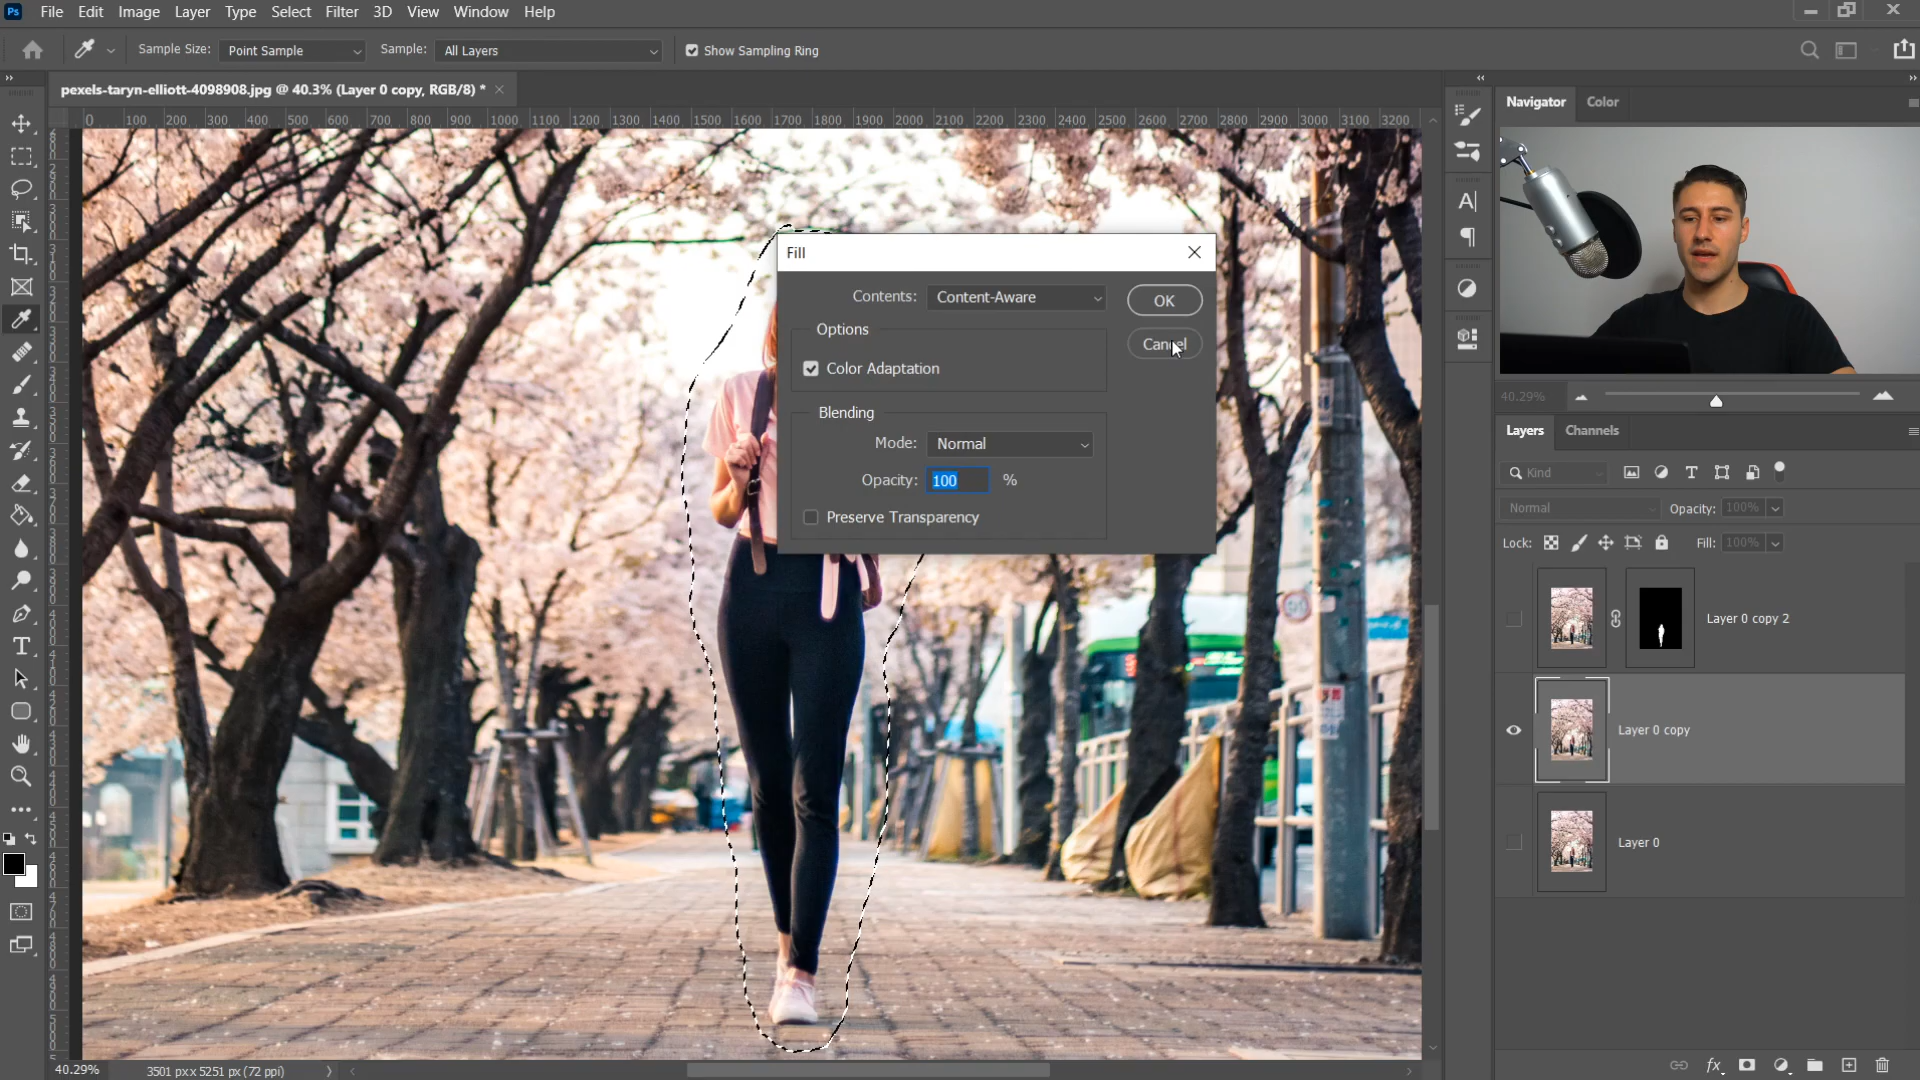 Ps File Edit Image Layer Type Select Filter 3D View Window Help
Sample Size: Point Sample Sample: All Layers Show Sampling Ring
pexels-taryn-elliott-4098908.jpg @ 40.3% (Layer 0 copy, RGB/8) *
Navigator Color
0 100 200 300 400 500 600 700 800 900 1000 1100 1200 1300 1400 1500 1600 1700 1800 1900 2000 2100 2200 2300 2400 2500 2600 2700 2800 2900 3000 3100 3200
Fill
Contents: Content-Aware
OK
Options
Cancel
Color Adaptation
Blending
Mode: Normal
Opacity: 100 %
Preserve Transparency
40.29%
Layers Channels
Kind
Normal Opacity: 100%
Lock: Fill: 100%
Layer 0 copy 2
Layer 0 copy
Layer 0
40.29% 3501 px x 5251 px (72 ppi)